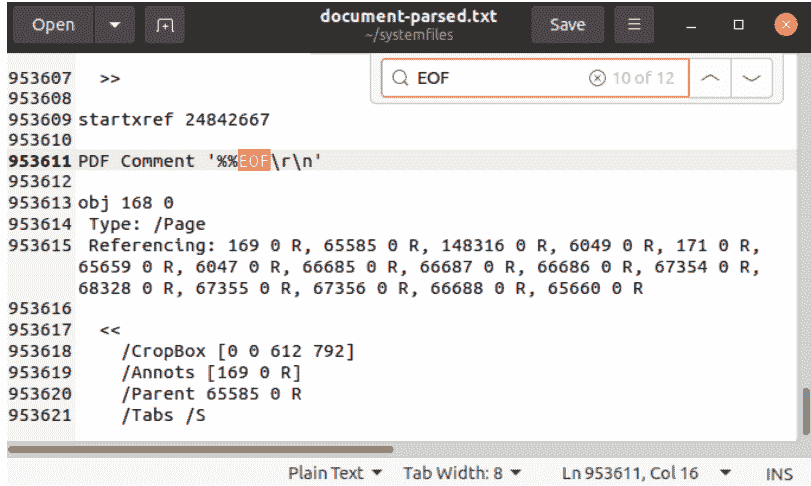 Open
document-parsed.txt
~/systemfiles
Save
EOF
10 of 12
953607 >>
953608
953609 startxref 24842667
953610
953611 PDF Comment '%%EOF\r\n'
953612
953613 obj 168 0
953614 Type: /Page
953615 Referencing: 169 0 R, 65585 0 R, 148316 0 R, 6049 0 R, 171 0 R,
65659 0 R, 6047 0 R, 66685 0 R, 66687 0 R, 66686 0 R, 67354 0 R,
68328 0 R, 67355 0 R, 67356 0 R, 66688 0 R, 65660 0 R
953616
953617 <<
953618 /CropBox [0 0 612 792]
953619 /Annots [169 0 R]
953620 /Parent 65585 0 R
953621 /Tabs /S
Plain Text Tab Width: 8 Ln 953611, Col 16 INS